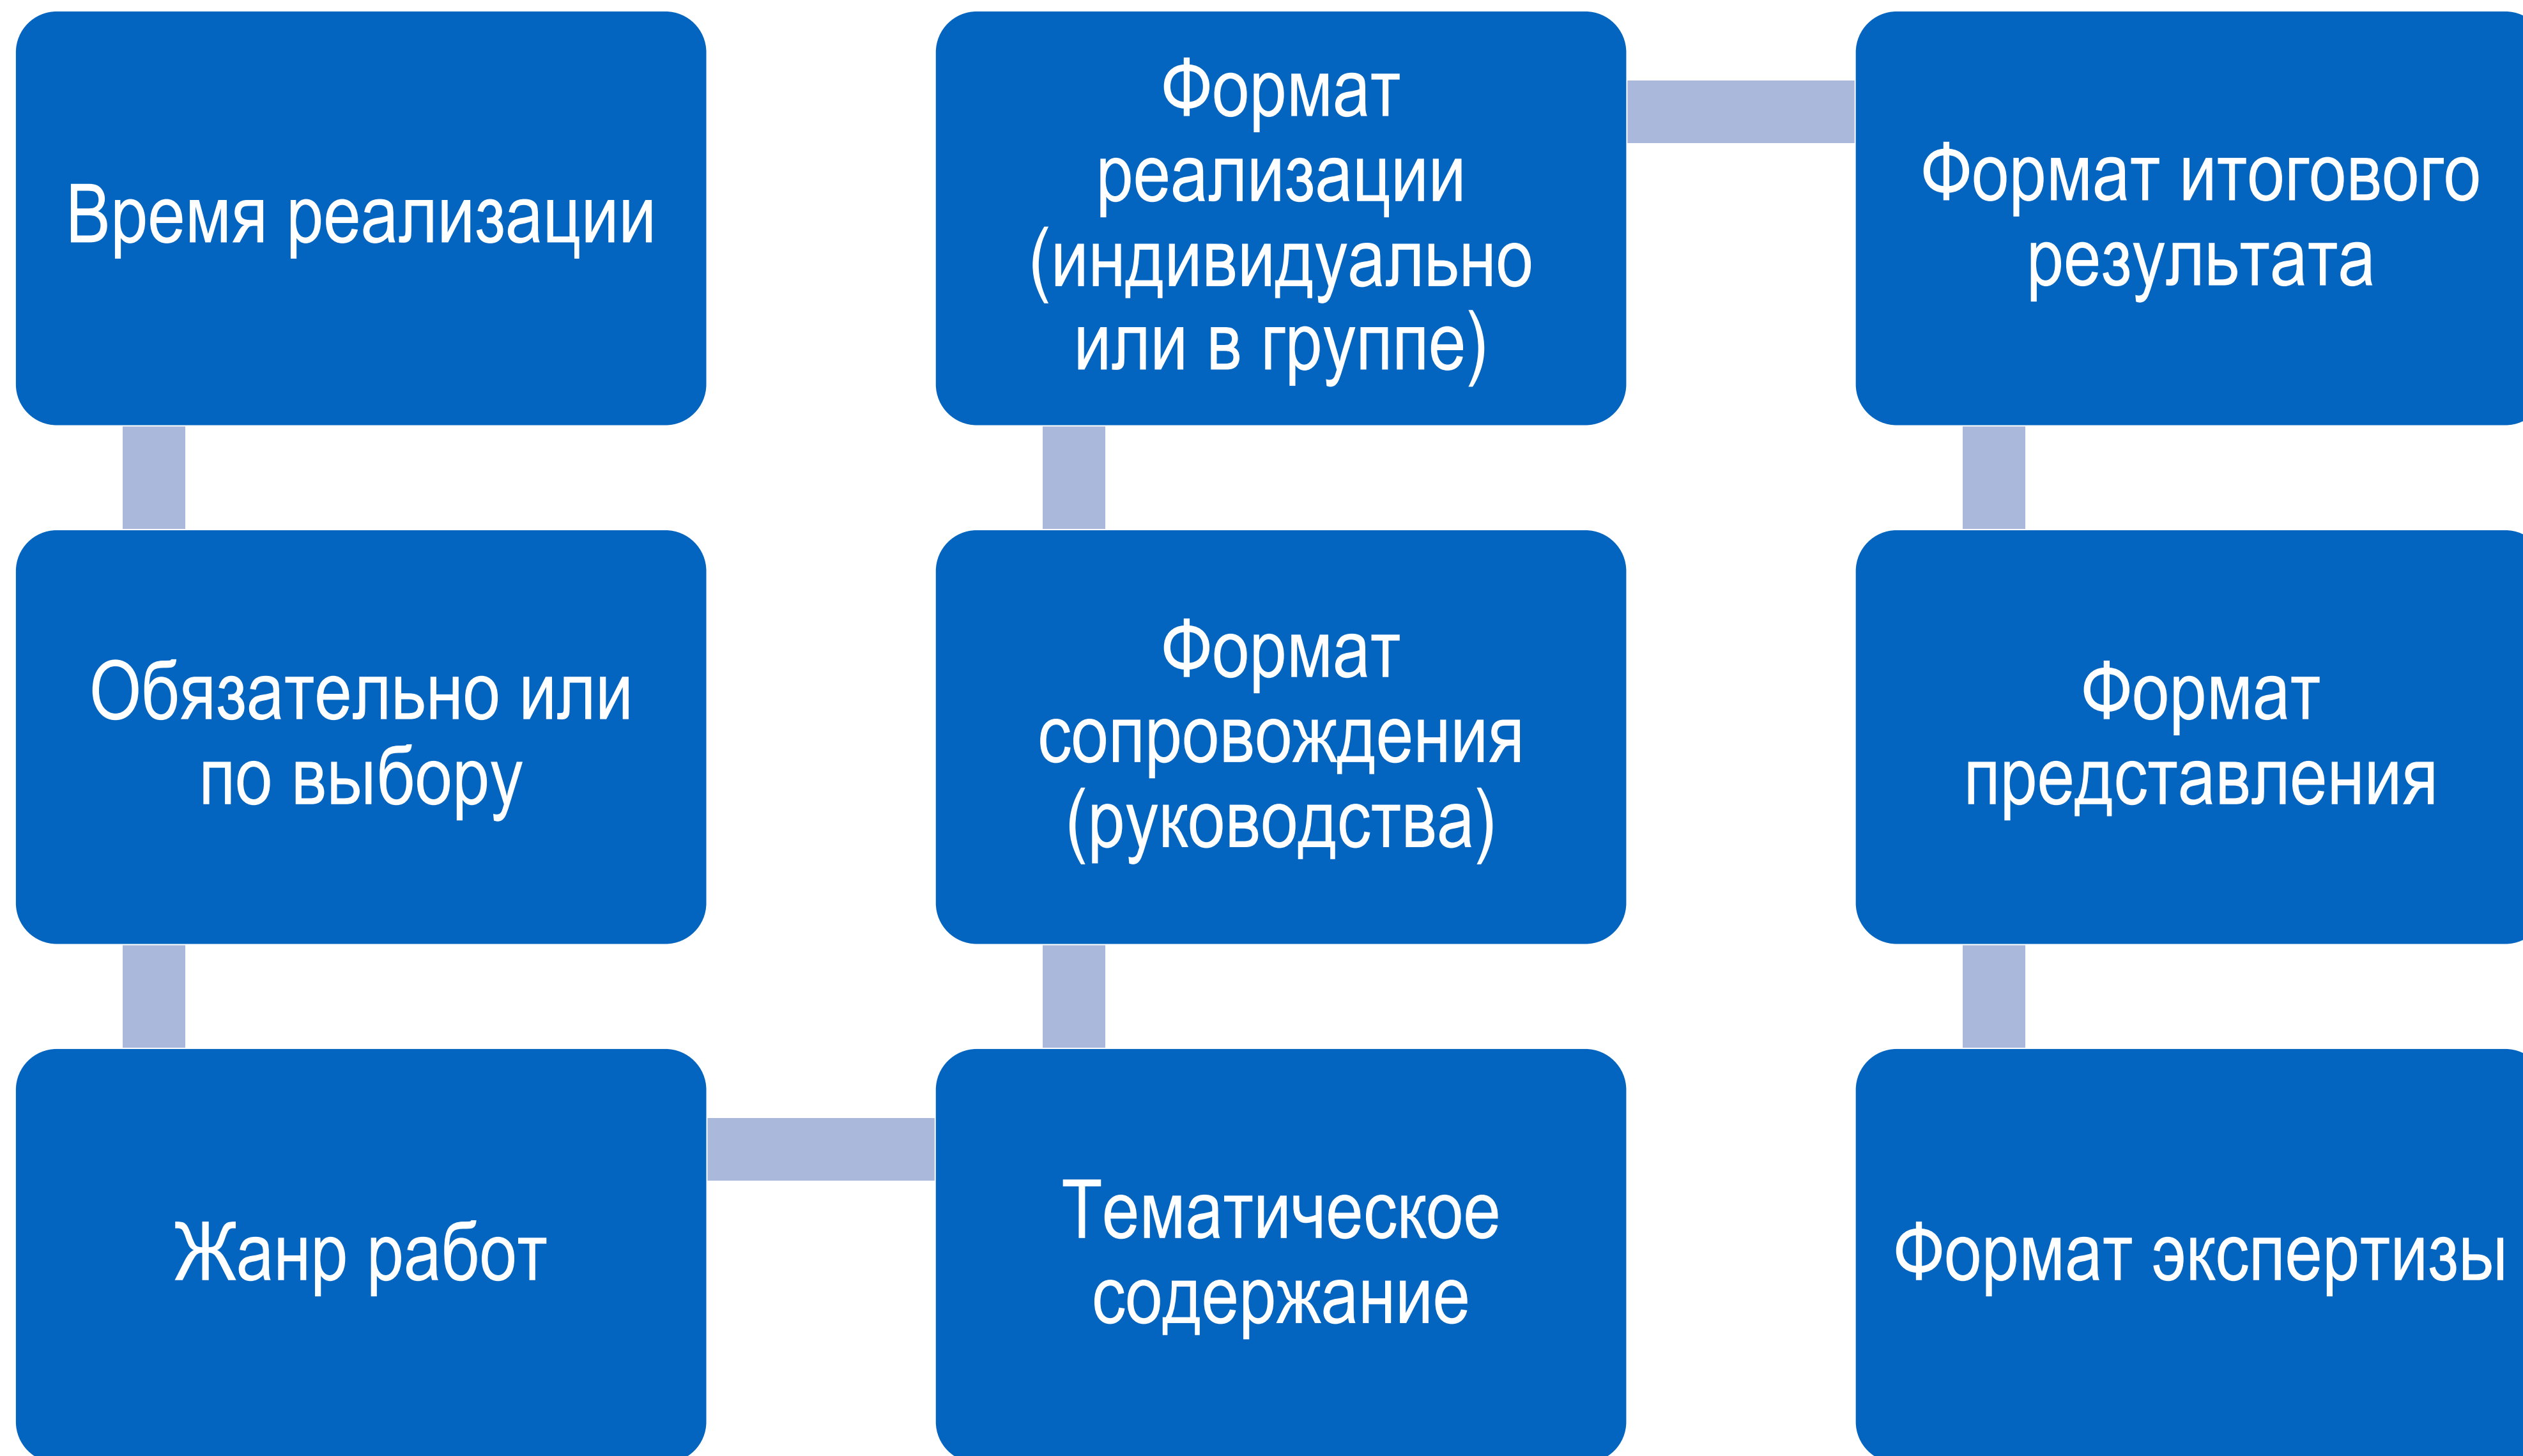 Время реализации
Обязательно или
по выбору
Жанр работ
Тематическое
содержание
Формат
сопровождения
(руководства)
Формат
реализации
(индивидуально
или в группе)
Формат итогового
результата
Формат
представления
Формат экспертизы